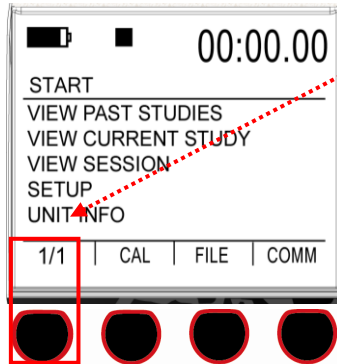 00:00.00
START
VIEW PAST STUDIES
VIEW CURRENT STUDY
VIEW SESSION
SETUP
UNIT INFO
1/1 CAL FILE COMM